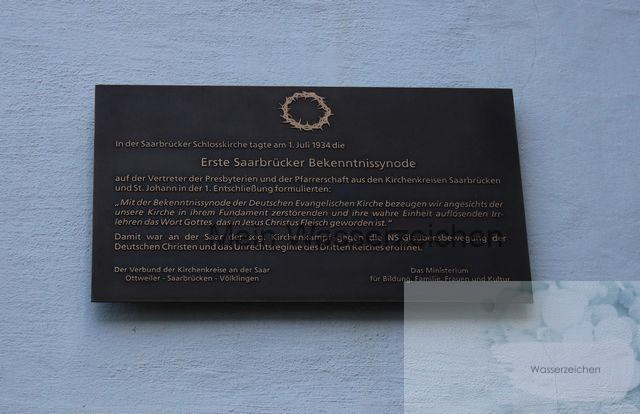 In der Saarbrücker Schlosskirche tagte am 1. Juli 1934 die
Erste Saarbrücker Bekenntnissynode
auf der Vertreter der Presbyterien und der Pfarrerschaft aus den Kirchenkreisen Saarbrücken
und St. Johann in der 1. Entschließung formulierten:
„Mit der Bekenntnissynode der Deutschen Evangelischen Kirche bezeugen wir angesichts der
unsere Kirche in ihrem Fundament zerstörenden und ihre wahre Einheit auflösenden Irr-
lehren das Wort Gottes, das in Jesus Christus Fleisch geworden ist.“
Damit war an der Saar der sog. Kirchenkampf gegen die NS-Glaubensbewegung der
Deutschen Christen und das Unrechtsregime des Dritten Reiches eröffnet.
Mein Wasserzeichen
Der Verbund der Kirchenkreise an der Saar
Ottweiler - Saarbrücken - Völklingen
Das Ministerium
für Bildung, Familie, Frauen und Kultur
Wasserzeichen